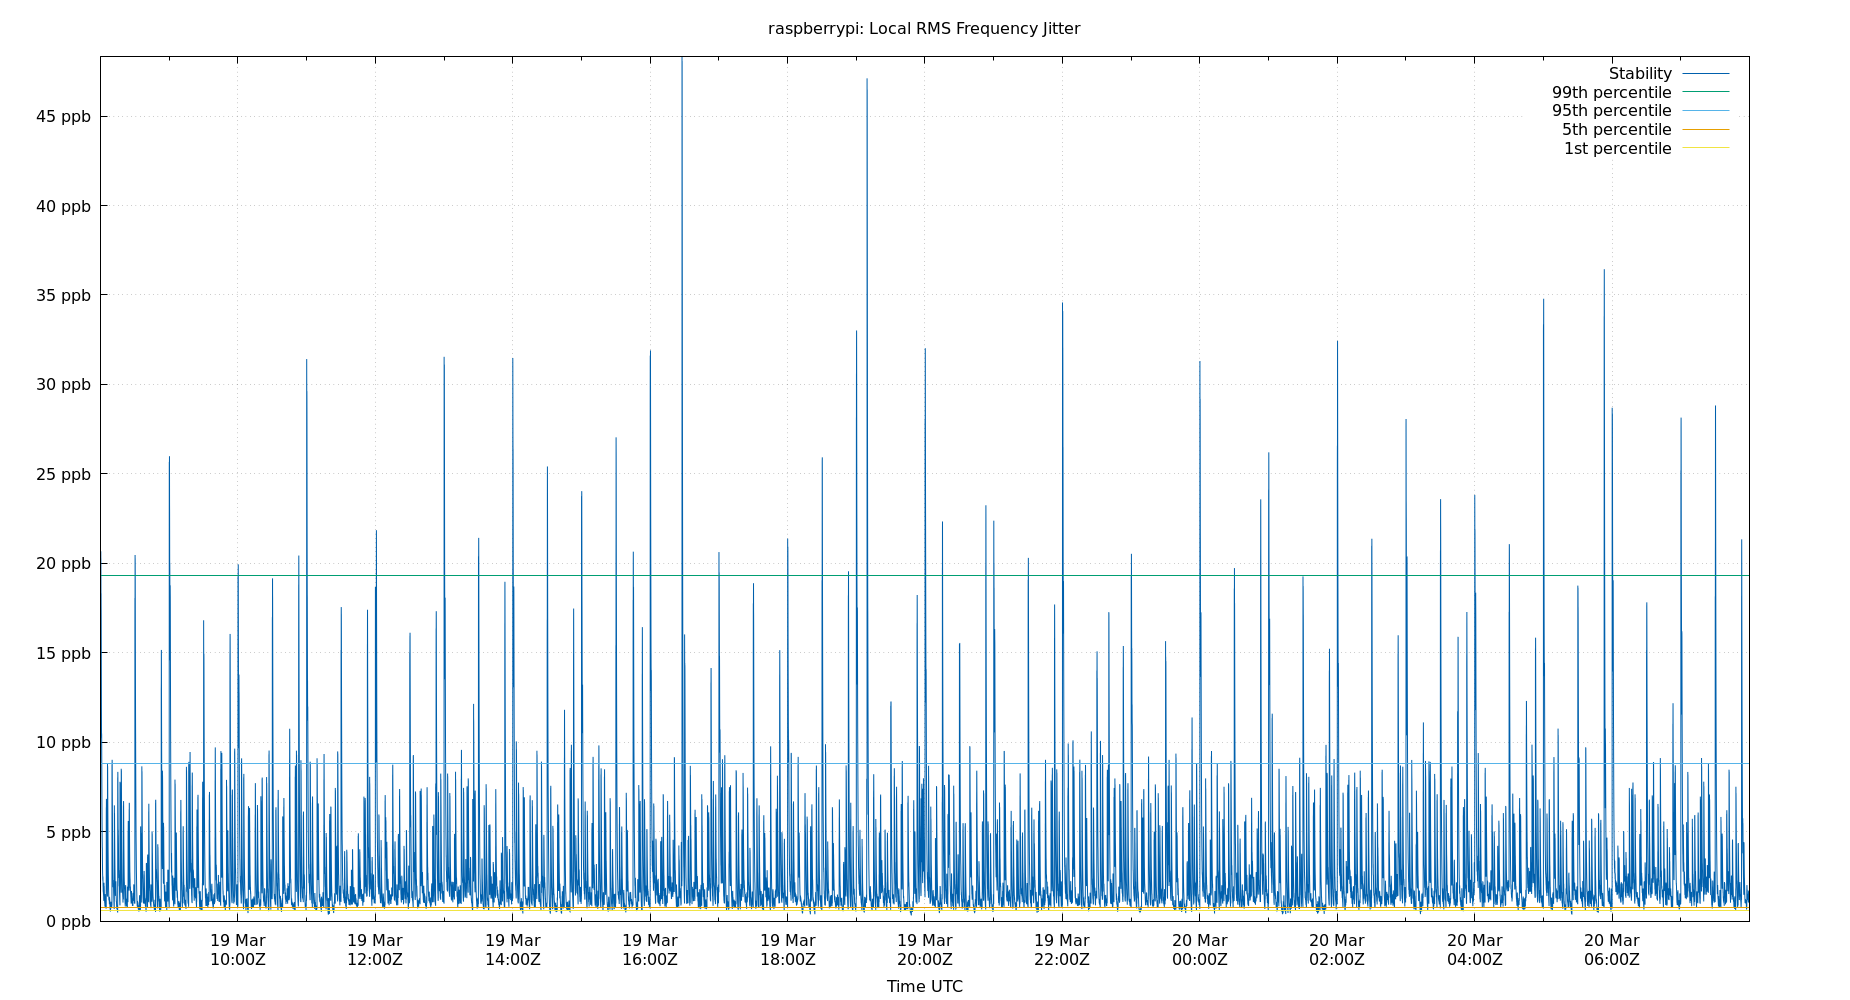 raspberrypi: Local RMS Frequency Jitter
Stability
99th percentile
95th percentile
5th percentile
1st percentile
45 ppb
40 ppb
35 ppb
30 ppb
25 ppb
20 ppb
15 ppb
10 ppb
5 ppb
0 ppb
19 Mar 19 Mar 19 Mar 19 Mar 19 Mar 19 Mar 19 Mar 20 Mar 20 Mar 20 Mar 20 Mar
10:00Z 12:00Z 14:00Z 16:00Z 18:00Z 20:00Z 22:00Z 00:00Z 02:00Z 04:00Z 06:00Z
Time UTC